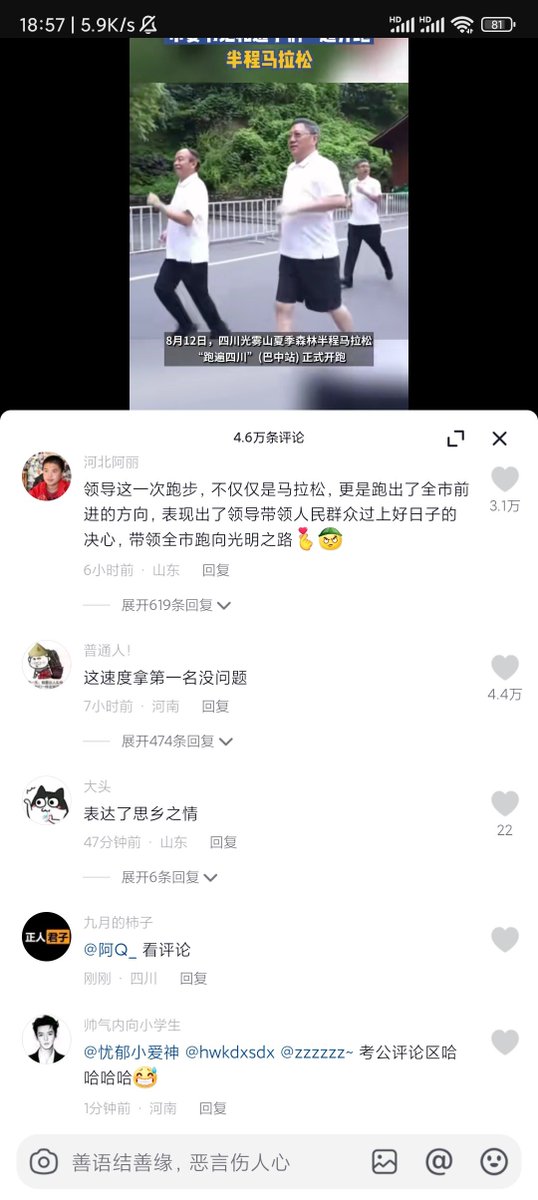 18:57 | 5.9K/s
HD HD 81
半程马拉松
8月12日，四川光雾山夏季森林半程马拉松
“跑遍四川”(巴中站) 正式开跑
4.6万条评论
河北阿丽
领导这一次跑步，不仅仅是马拉松，更是跑出了全市前
进的方向，表现出了领导带领人民群众过上好日子的
决心，带领全市跑向光明之路
3.1万
6小时前 · 山东 回复
展开619条回复
普通人!
这速度拿第一名没问题
4.4万
7小时前 · 河南 回复
展开474条回复
大头
表达了思乡之情
22
47分钟前 · 山东 回复
展开6条回复
正人君子
九月的柿子
@阿Q_ 看评论
刚刚 · 四川 回复
帅气内向小学生
@忧郁小爱神 @hwkdxsdx @zzzzzz~ 考公评论区哈
哈哈哈
1分钟前 · 河南 回复
善语结善缘，恶言伤人心